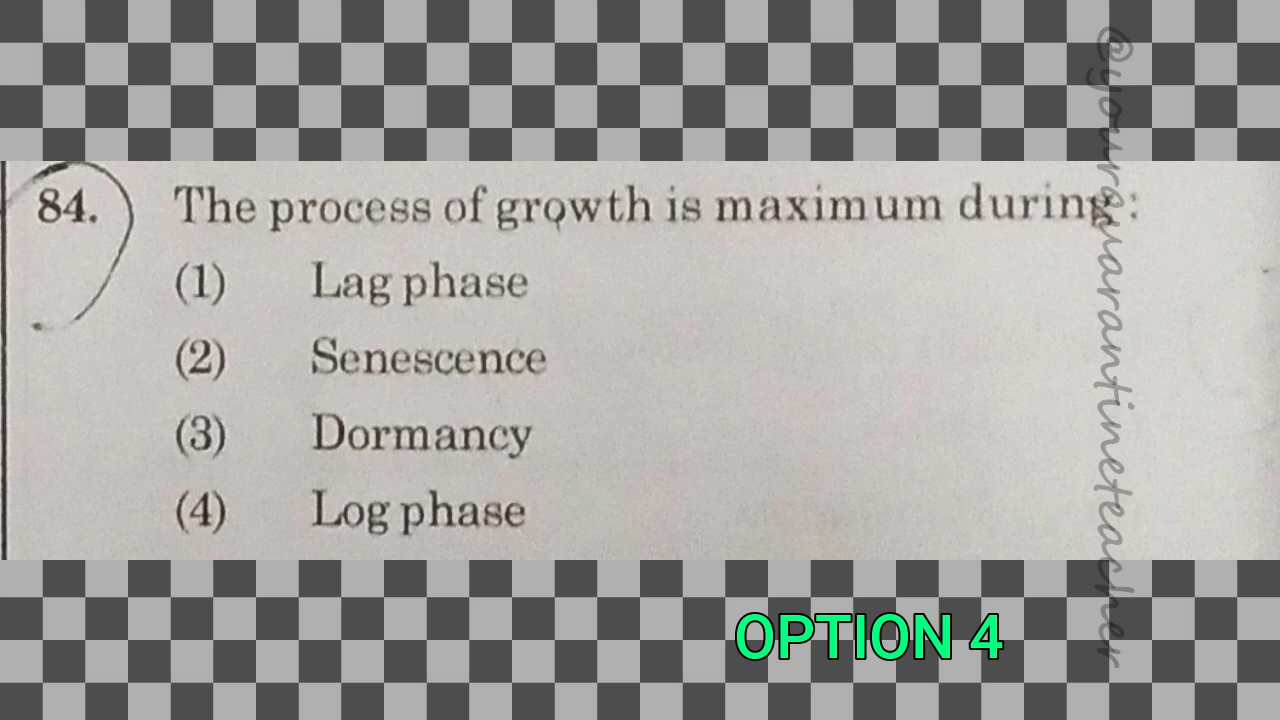 84. The process of growth is maximum during :
(1) Lag phase
(2) Senescence
(3) Dormancy
(4) Log phase
OPTION 4
@yourquarantineteacher